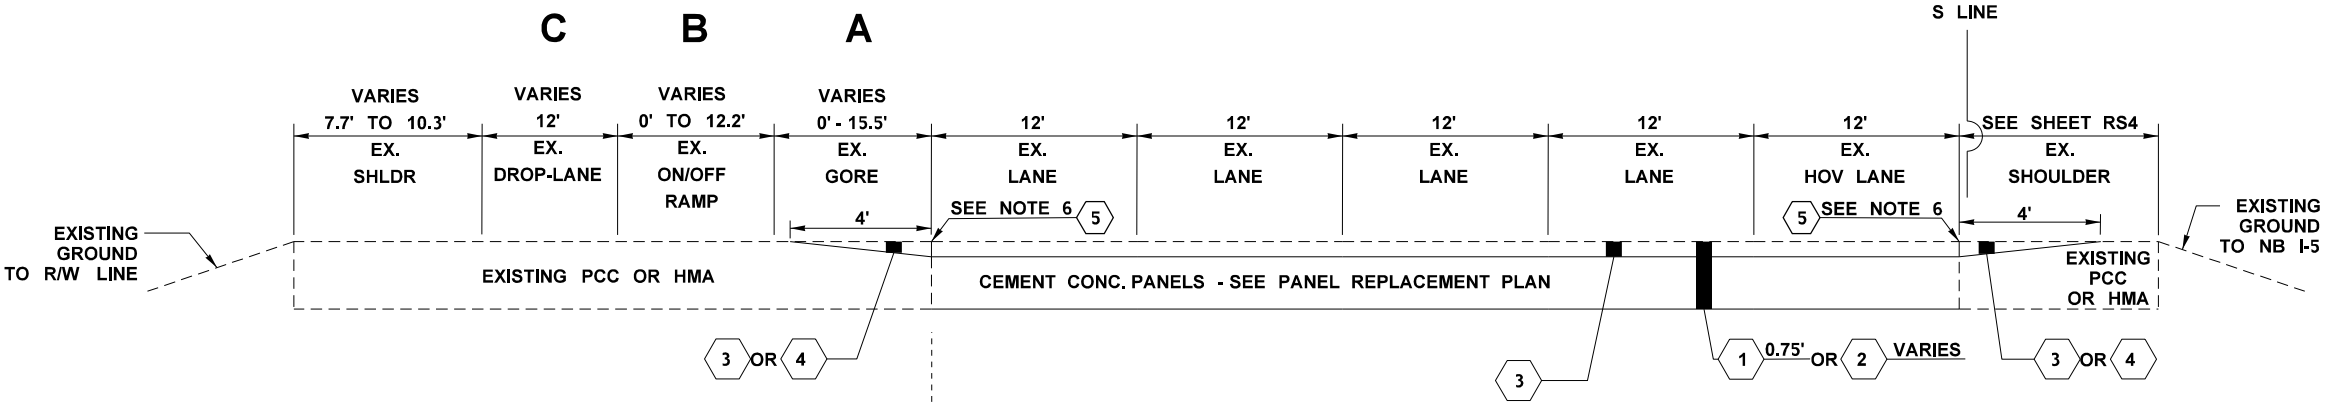 S LINE
C B A
VARIES VARIES VARIES VARIES
7.7' TO 10.3' 12' 0' TO 12.2' 0' - 15.5' 12' 12' 12' 12' 12' SEE SHEET RS4
EX. EX. EX. EX. EX. EX. EX. EX. EX. EX.
SHLDR DROP-LANE ON/OFF GORE LANE LANE LANE LANE HOV LANE SHOULDER
RAMP
4' SEE NOTE 6 5 5 SEE NOTE 6 4'
EXISTING
GROUND
TO R/W LINE
EXISTING
GROUND
TO NB I-5
EXISTING PCC OR HMA
CEMENT CONC. PANELS - SEE PANEL REPLACEMENT PLAN
EXISTING
PCC
OR HMA
3 OR 4
3
1 0.75' OR 2 VARIES
3 OR 4